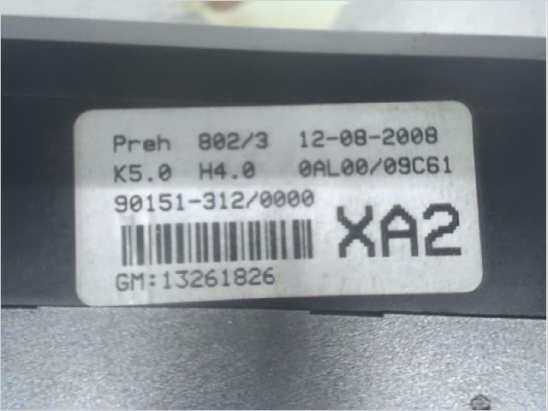 Preh 802/3 12-08-2008
K5.0 H4.0 0AL00/09C61
90151-312/0000
XA2
GM:13261826